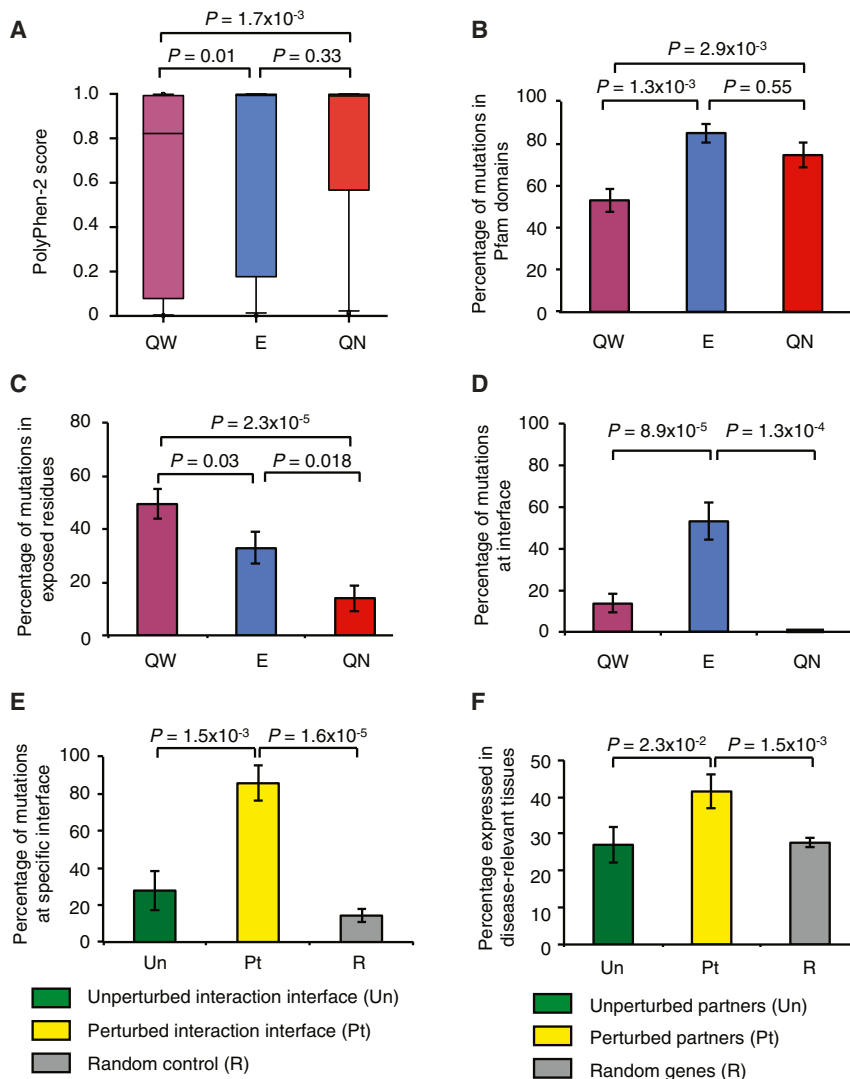 A
P = 1.7x10-3
P = 0.01
P = 0.33
PolyPhen-2 score
1.0
0.8
0.6
0.4
0.2
0
QW
E
QN
B
P = 2.9x10-3
P = 1.3x10-3
P = 0.55
Percentage of mutations in
Pfam domains
100
80
60
40
20
0
QW
E
QN
C
P = 2.3x10-5
P = 0.03
P = 0.018
Percentage of mutations in
exposed residues
80
60
40
20
0
QW
E
QN
D
P = 8.9x10-5
P = 1.3x10-4
Percentage of mutations
at interface
100
80
60
40
20
0
QW
E
QN
E
P = 1.5x10-3
P = 1.6x10-5
Percentage of mutations
at specific interface
100
80
60
40
20
0
Un
Pt
R
Unperturbed interaction interface (Un)
Perturbed interaction interface (Pt)
Random control (R)
F
P = 2.3x10-2
P = 1.5x10-3
Percentage expressed in
disease-relevant tissues
50
40
30
20
10
0
Un
Pt
R
Unperturbed partners (Un)
Perturbed partners (Pt)
Random genes (R)